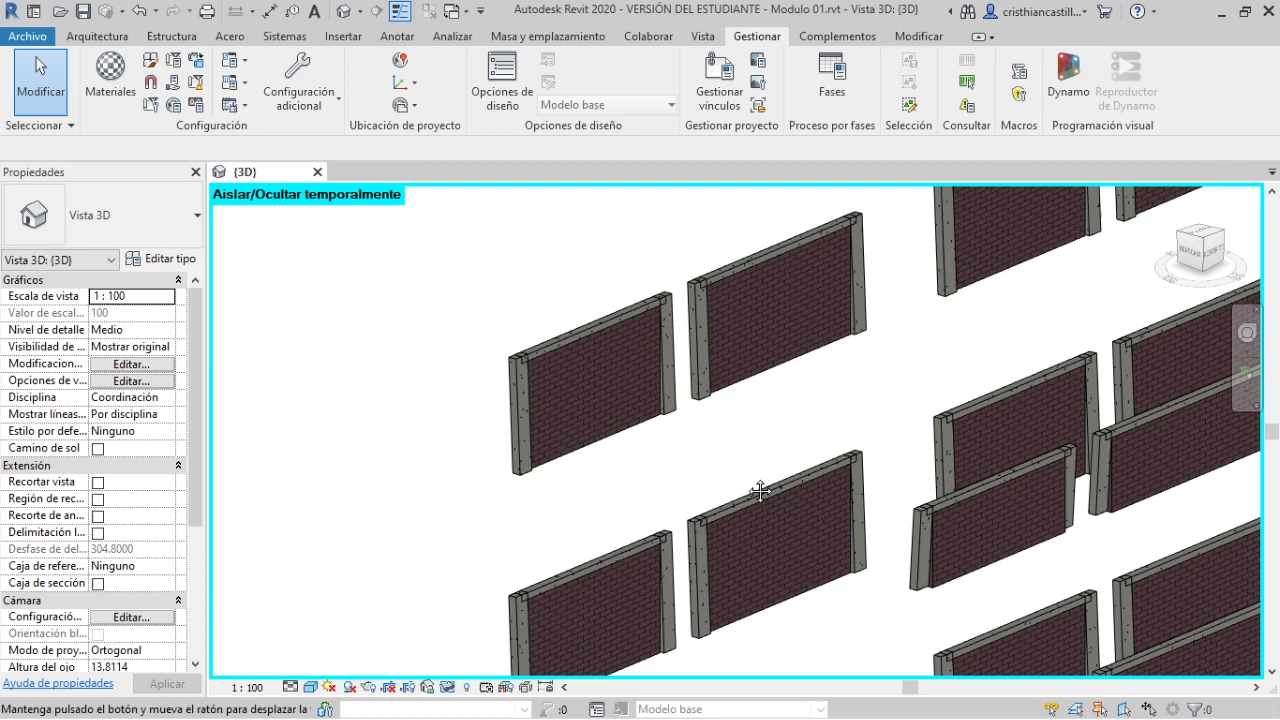 Autodesk Revit 2020 - VERSIÓN DEL ESTUDIANTE - Modulo 01.rvt - Vista 3D: {3D}
cristhiancastill...
Archivo Arquitectura Estructura Acero Sistemas Insertar Anotar Analizar Masa y emplazamiento Colaborar Vista Gestionar Complementos Modificar
Modificar
Materiales
Configuración adicional
Opciones de diseño
Modelo base
Gestionar vínculos
Fases
Dynamo
Reproductor de Dynamo
Seleccionar Configuración Ubicación de proyecto Opciones de diseño Gestionar proyecto Proceso por fases Selección Consultar Macros Programación visual
Propiedades
{3D}
Vista 3D
Vista 3D: {3D}
Editar tipo
Gráficos
Escala de vista 1 : 100
Valor de escal... 100
Nivel de detalle Medio
Visibilidad de ... Mostrar original
Modificacion... Editar...
Opciones de v... Editar...
Disciplina Coordinación
Mostrar líneas... Por disciplina
Estilo por defe... Ninguno
Camino de sol
Extensión
Recortar vista
Región de rec...
Recorte de an...
Delimitación l...
Desfase de del... 304.8000
Caja de refere... Ninguno
Caja de sección
Cámara
Configuració... Editar...
Orientación bl...
Modo de proy... Ortogonal
Altura del ojo 13.8114
Ayuda de propiedades
Aplicar
Aislar/Ocultar temporalmente
DERECHA
1 : 100
Mantenga pulsado el botón y mueva el ratón para desplazar la
:0
Modelo base
:0